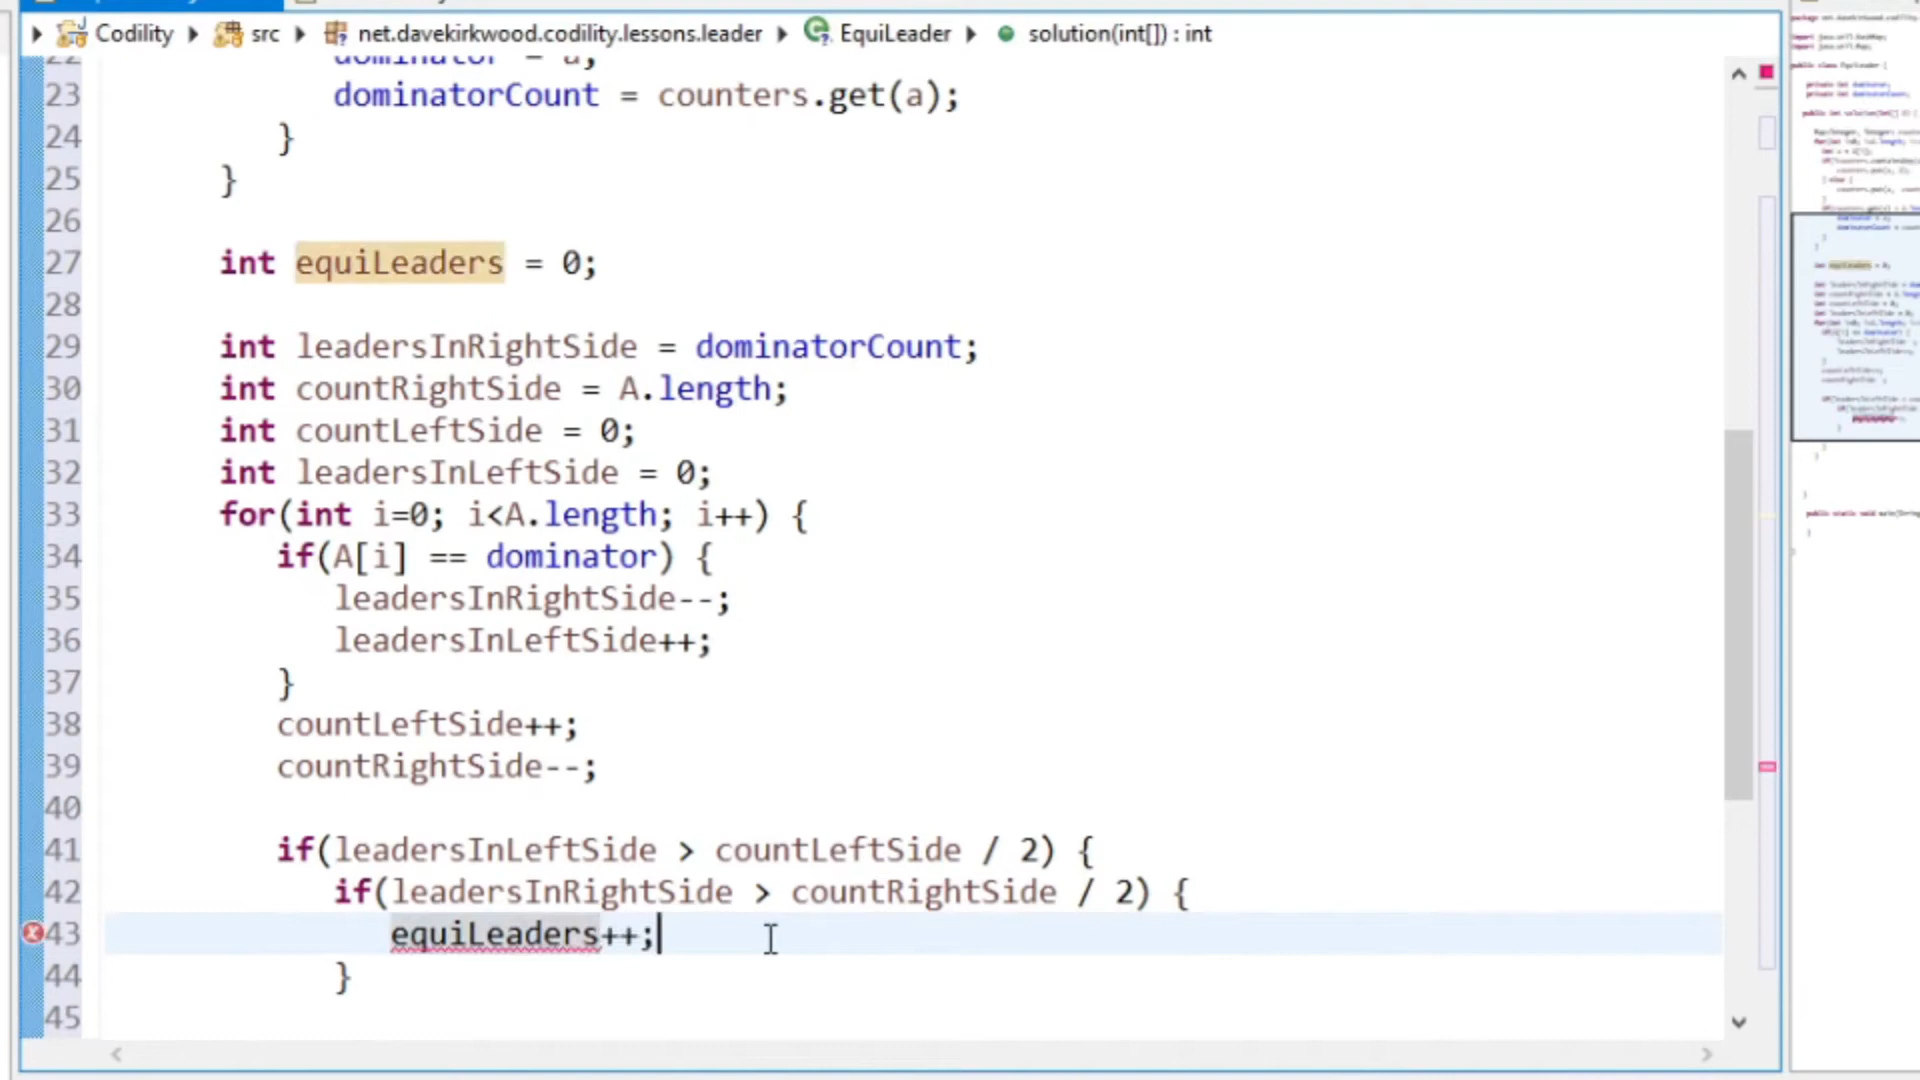 Codility src net.davekirkwood.codility.lessons.leader EquiLeader solution(int[]) : int
22 dominator = a;
23 dominatorCount = counters.get(a);
24 }
25 }
26
27 int equiLeaders = 0;
28
29 int leadersInRightSide = dominatorCount;
30 int countRightSide = A.length;
31 int countLeftSide = 0;
32 int leadersInLeftSide = 0;
33 for(int i=0; i<A.length; i++) {
34 if(A[i] == dominator) {
35 leadersInRightSide--;
36 leadersInLeftSide++;
37 }
38 countLeftSide++;
39 countRightSide--;
40
41 if(leadersInLeftSide > countLeftSide / 2) {
42 if(leadersInRightSide > countRightSide / 2) {
43 equiLeaders++;
44 }
45